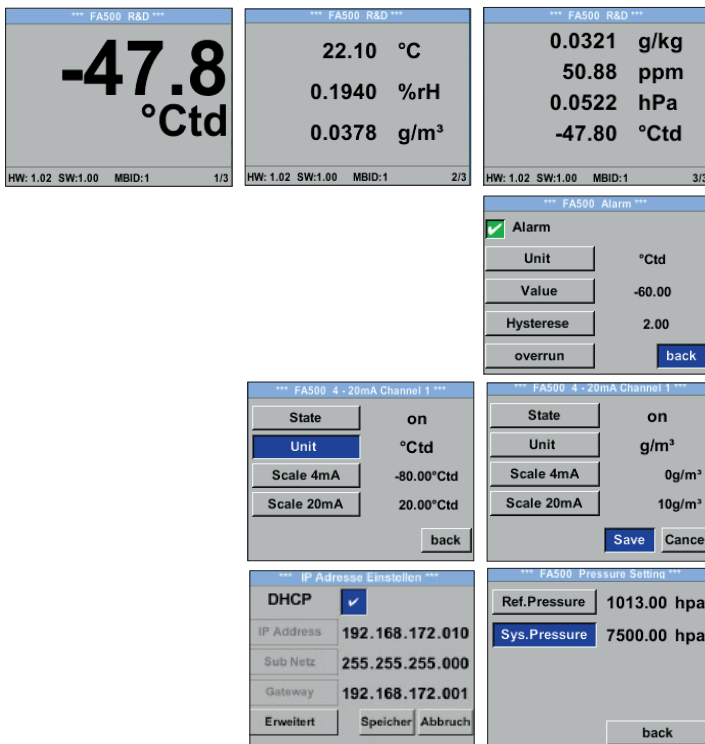 *** FA500 R&D ***
-47.8
°Ctd
HW: 1.02 SW:1.00 MBID:1 1/3
*** FA500 R&D ***
22.10 °C
0.1940 %rH
0.0378 g/m³
HW: 1.02 SW:1.00 MBID:1 2/3
*** FA500 R&D ***
0.0321 g/kg
50.88 ppm
0.0522 hPa
-47.80 °Ctd
HW: 1.02 SW:1.00 MBID:1 3/3
*** FA500 Alarm ***
Alarm
Unit °Ctd
Value -60.00
Hysterese 2.00
overrun back
*** FA500 4 - 20mA Channel 1 ***
State on
Unit °Ctd
Scale 4mA -80.00°Ctd
Scale 20mA 20.00°Ctd
back
*** FA500 4 - 20mA Channel 1 ***
State on
Unit g/m³
Scale 4mA 0g/m³
Scale 20mA 10g/m³
Save Cance
*** IP Adresse Einstellen ***
DHCP
IP Address 192.168.172.010
Sub Netz 255.255.255.000
Gateway 192.168.172.001
Erweitert Speicher Abbruch
*** FA500 Pressure Setting ***
Ref.Pressure 1013.00 hpa
Sys.Pressure 7500.00 hpa
back